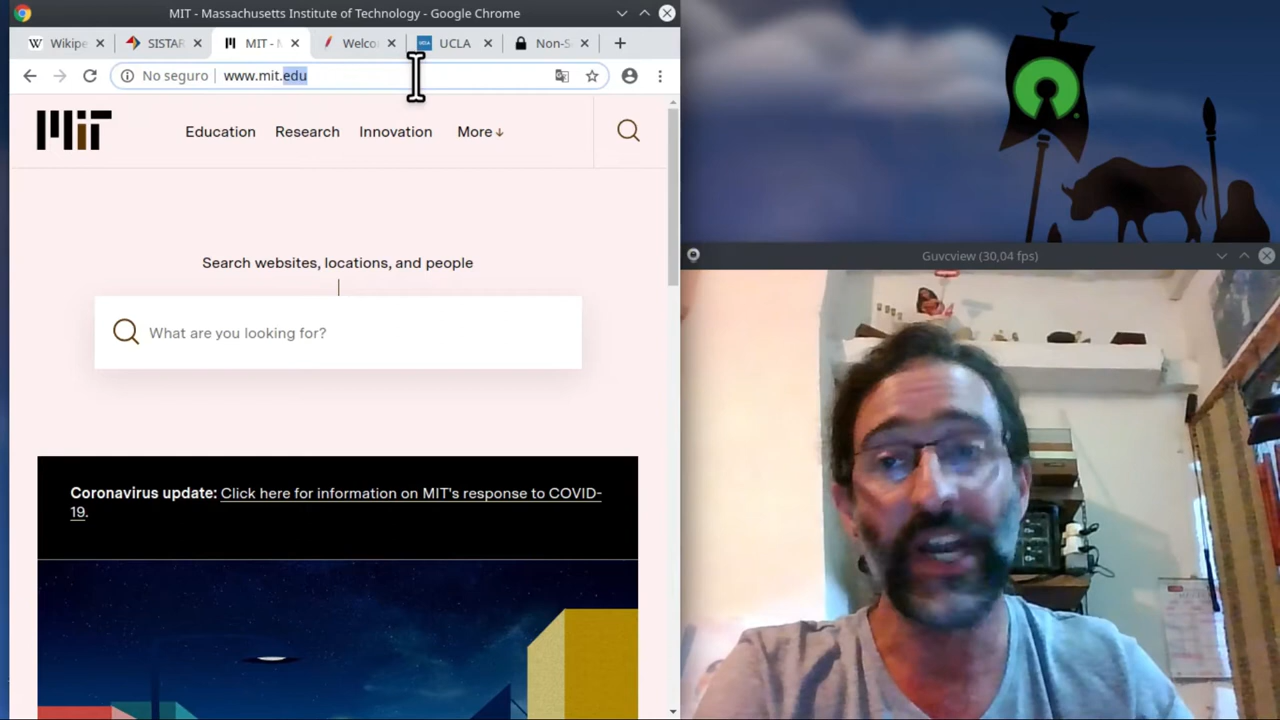 MIT - Massachusetts Institute of Technology - Google Chrome
Wikipe
SISTAR
MIT - M
Welco
UCLA
Non-S
No seguro
www.mit.edu
MIT
Education
Research
Innovation
More↓
Search websites, locations, and people
What are you looking for?
Coronavirus update: Click here for information on MIT's response to COVID-
19.
Guvcview (30,04 fps)